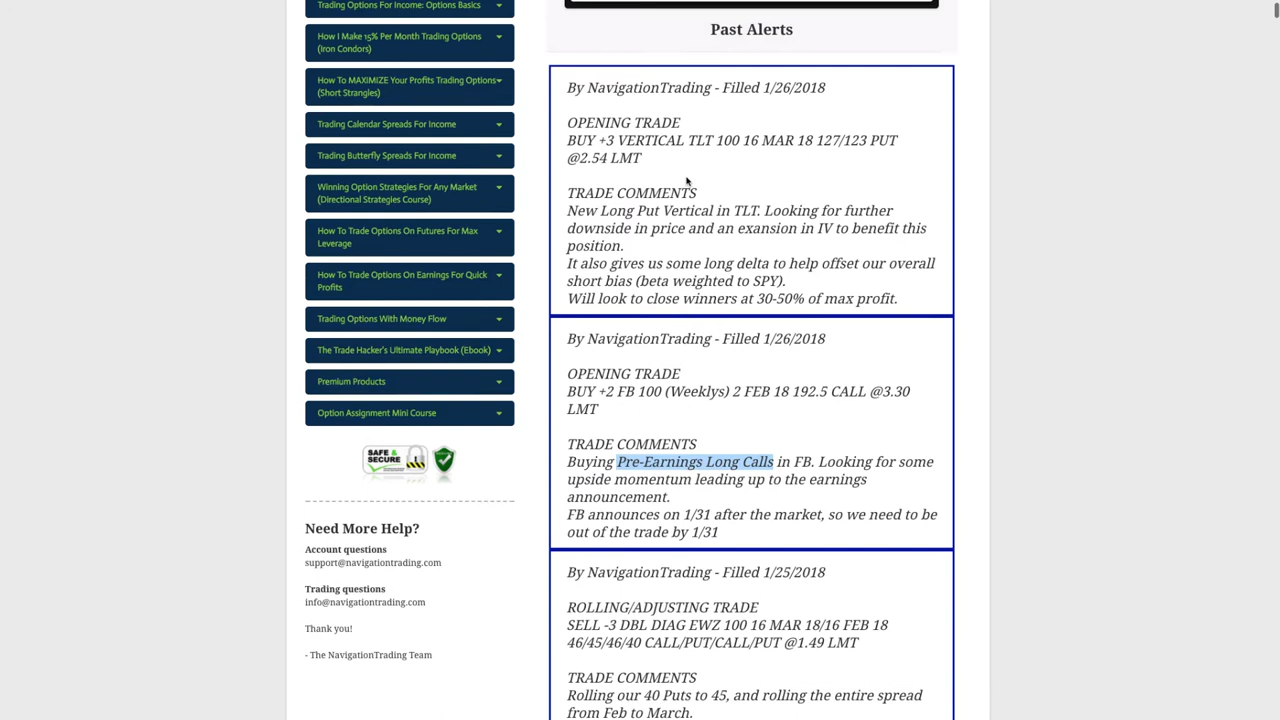 Trading Options For Income: Options Basics
How I Make 15% Per Month Trading Options
(Iron Condors)
How To MAXIMIZE Your Profits Trading Options
(Short Strangles)
Trading Calendar Spreads For Income
Trading Butterfly Spreads For Income
Winning Option Strategies For Any Market
(Directional Strategies Course)
How To Trade Options On Futures For Max
Leverage
How To Trade Options On Earnings For Quick
Profits
Trading Options With Money Flow
The Trade Hacker's Ultimate Playbook (Ebook)
Premium Products
Option Assignment Mini Course
SAFE &
SECURE
Need More Help?
Account questions
support@navigationtrading.com
Trading questions
info@navigationtrading.com
Thank you!
- The NavigationTrading Team
Past Alerts
By NavigationTrading - Filled 1/26/2018
OPENING TRADE
BUY +3 VERTICAL TLT 100 16 MAR 18 127/123 PUT
@2.54 LMT
TRADE COMMENTS
New Long Put Vertical in TLT. Looking for further
downside in price and an exansion in IV to benefit this
position.
It also gives us some long delta to help offset our overall
short bias (beta weighted to SPY).
Will look to close winners at 30-50% of max profit.
By NavigationTrading - Filled 1/26/2018
OPENING TRADE
BUY +2 FB 100 (Weeklys) 2 FEB 18 192.5 CALL @3.30
LMT
TRADE COMMENTS
Buying Pre-Earnings Long Calls in FB. Looking for some
upside momentum leading up to the earnings
announcement.
FB announces on 1/31 after the market, so we need to be
out of the trade by 1/31
By NavigationTrading - Filled 1/25/2018
ROLLING/ADJUSTING TRADE
SELL -3 DBL DIAG EWZ 100 16 MAR 18/16 FEB 18
46/45/46/40 CALL/PUT/CALL/PUT @1.49 LMT
TRADE COMMENTS
Rolling our 40 Puts to 45, and rolling the entire spread
from Feb to March.